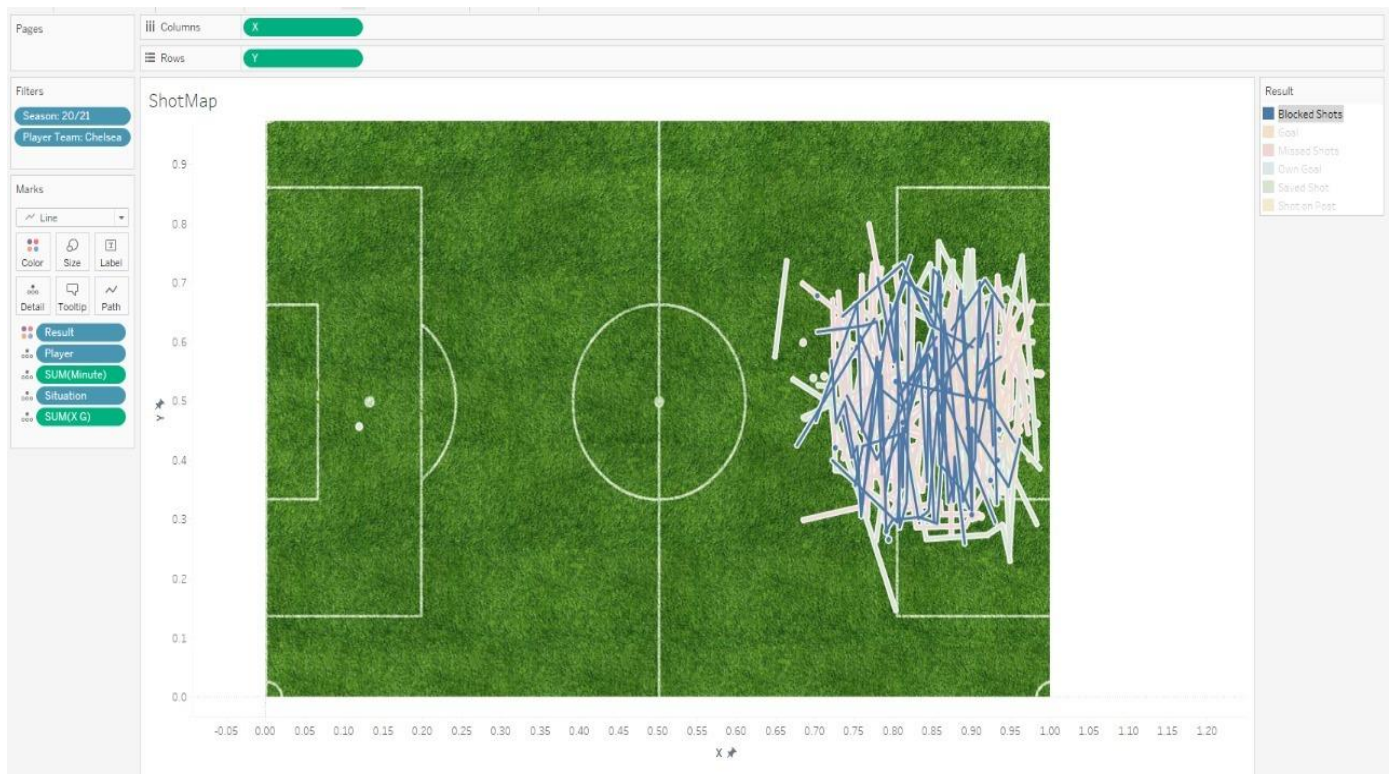 Pages
Columns
X
Rows
Y
Filters
Season: 20/21
Player Team: Chelsea
Marks
Line
Color
Size
Label
Detail
Tooltip
Path
Result
Player
SUM(Minute)
Situation
SUM(X G)
ShotMap
0.9
0.8
0.7
0.6
0.5
0.4
0.3
0.2
0.1
0.0
Y
-0.05 0.00 0.05 0.10 0.15 0.20 0.25 0.30 0.35 0.40 0.45 0.50 0.55 0.60 0.65 0.70 0.75 0.80 0.85 0.90 0.95 1.00 1.05 1.10 1.15 1.20
X
Result
Blocked Shots
Goal
Missed Shots
Own Goal
Saved Shot
Shot on Post